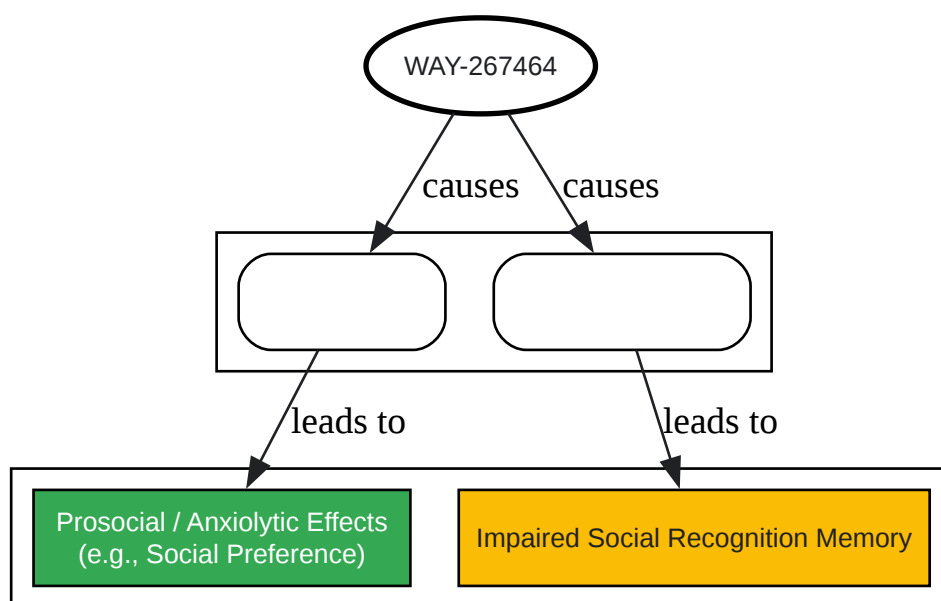 WAY-267464
causes
causes
leads to
leads to
Prosocial / Anxiolytic Effects
(e.g., Social Preference)
Impaired Social Recognition Memory